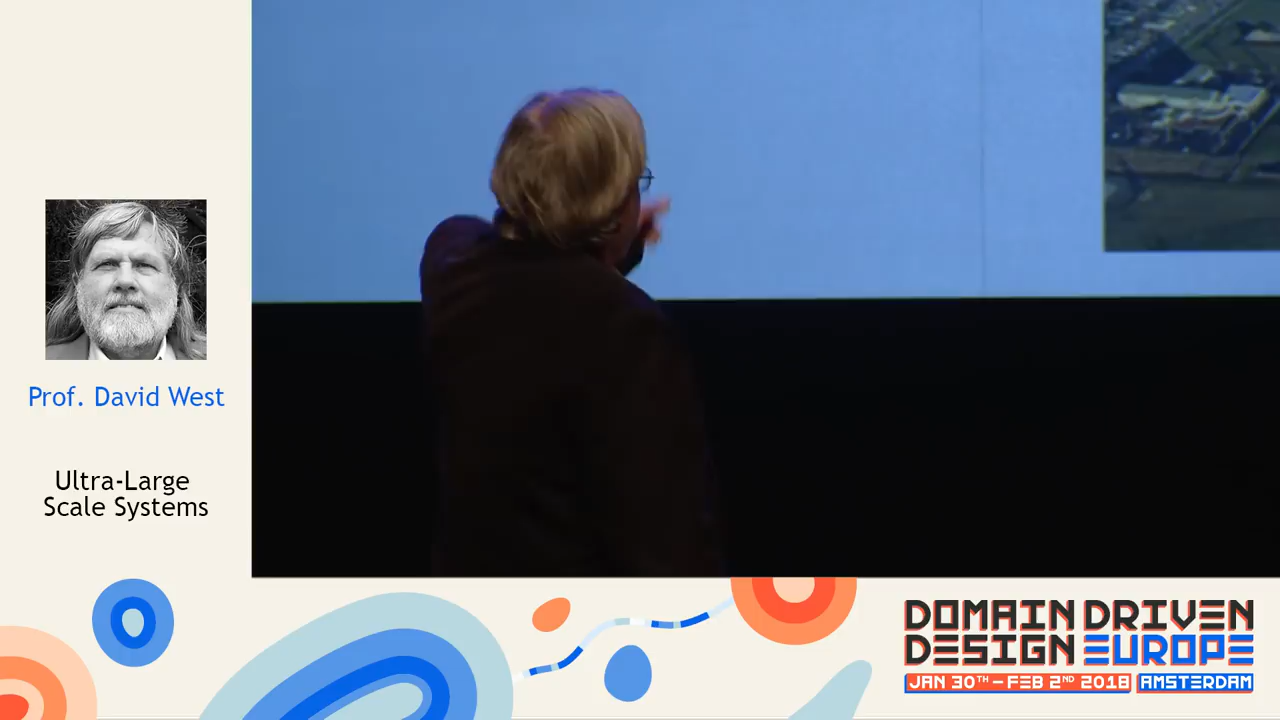 Prof. David West
Ultra-Large
Scale Systems
DOMAIN DRIVEN
DESIGN EUROPE
JAN 30TH - FEB 2ND 2018 AMSTERDAM